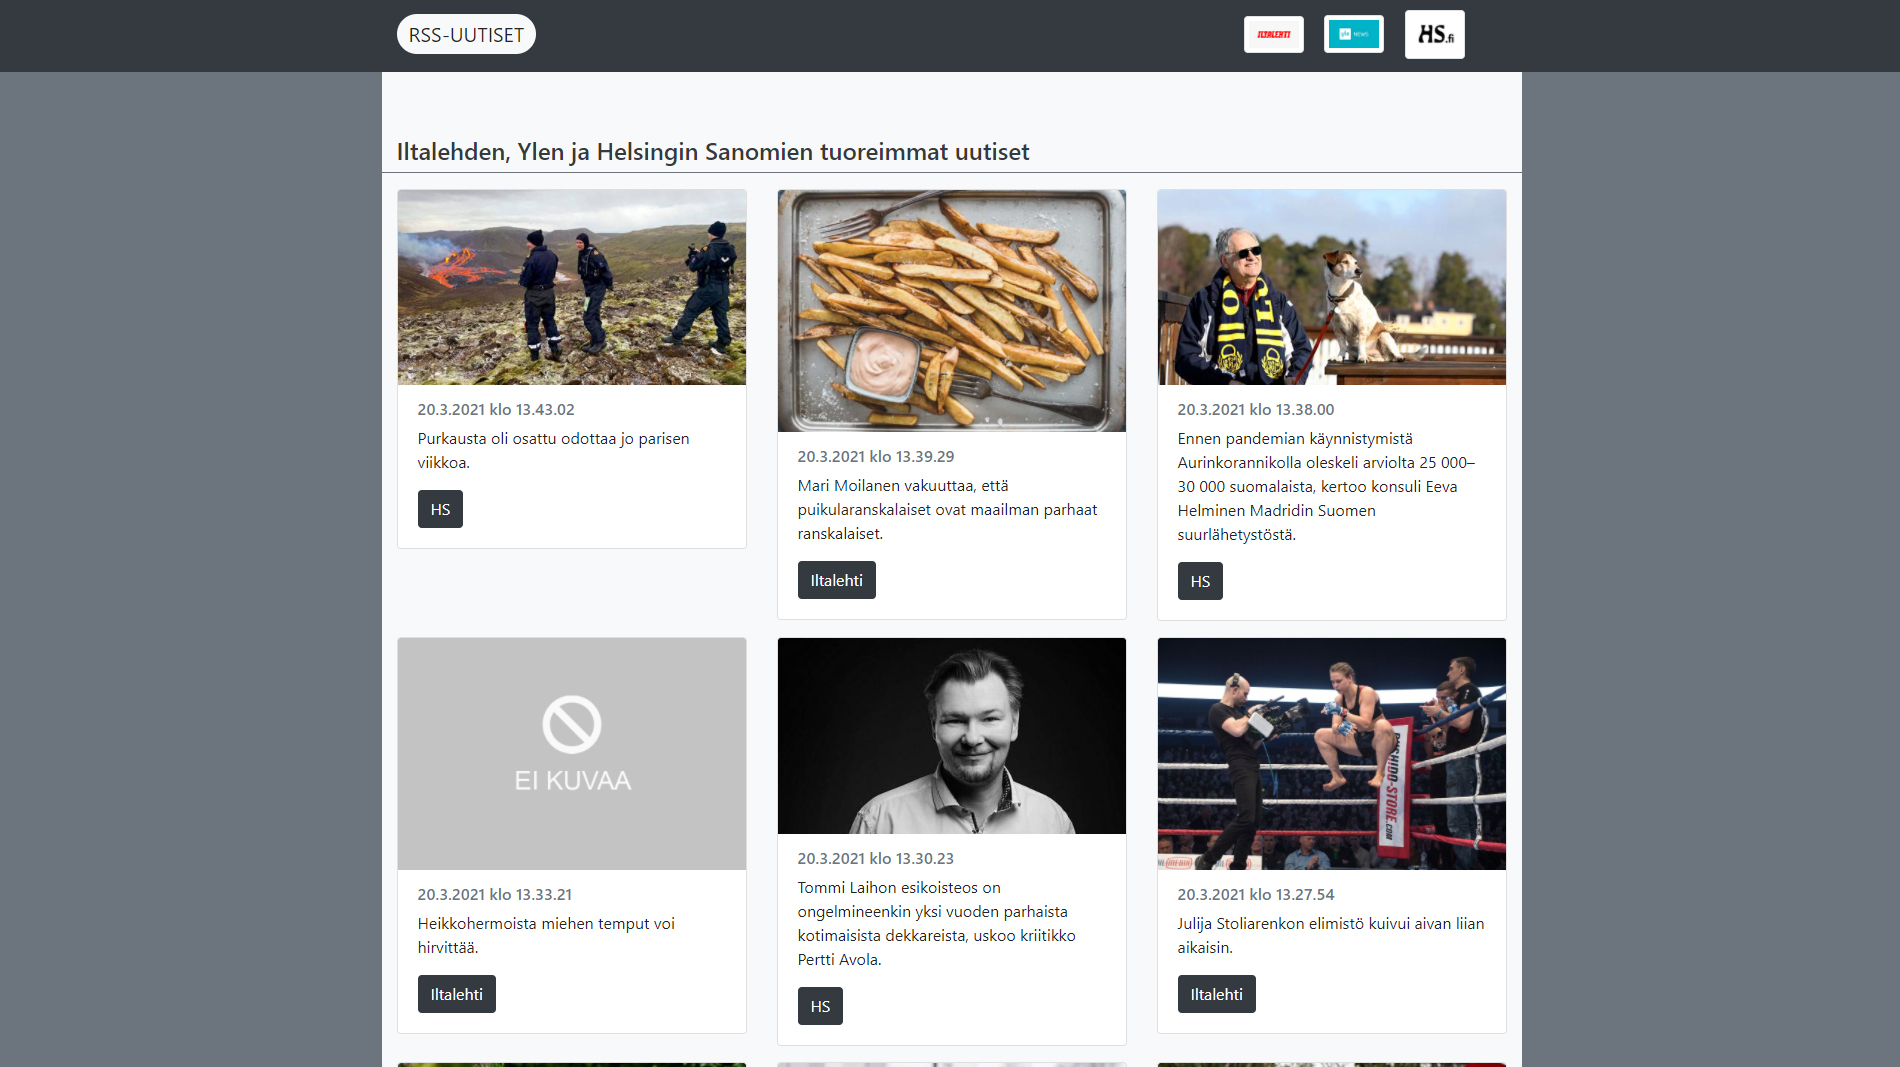 RSS-UUTISET
ILTALEHTI
yle NEWS
HS.fi
Iltalehden, Ylen ja Helsingin Sanomien tuoreimmat uutiset
20.3.2021 klo 13.43.02
Purkausta oli osattu odottaa jo parisen
viikkoa.
HS
20.3.2021 klo 13.39.29
Mari Moilanen vakuuttaa, että
puikularanskalaiset ovat maailman parhaat
ranskalaiset.
Iltalehti
20.3.2021 klo 13.38.00
Ennen pandemian käynnistymistä
Aurinkorannikolla oleskeli arviolta 25 000–
30 000 suomalaista, kertoo konsuli Eeva
Helminen Madridin Suomen
suurlähetystöstä.
HS
EI KUVAA
20.3.2021 klo 13.33.21
Heikkohermoista miehen temput voi
hirvittää.
Iltalehti
20.3.2021 klo 13.30.23
Tommi Laihon esikoisteos on
ongelmineenkin yksi vuoden parhaista
kotimaisista dekkareista, uskoo kriitikko
Pertti Avola.
HS
BUSHIDO-STORE.COM
20.3.2021 klo 13.27.54
Julija Stoliarenkon elimistö kuivui aivan liian
aikaisin.
Iltalehti